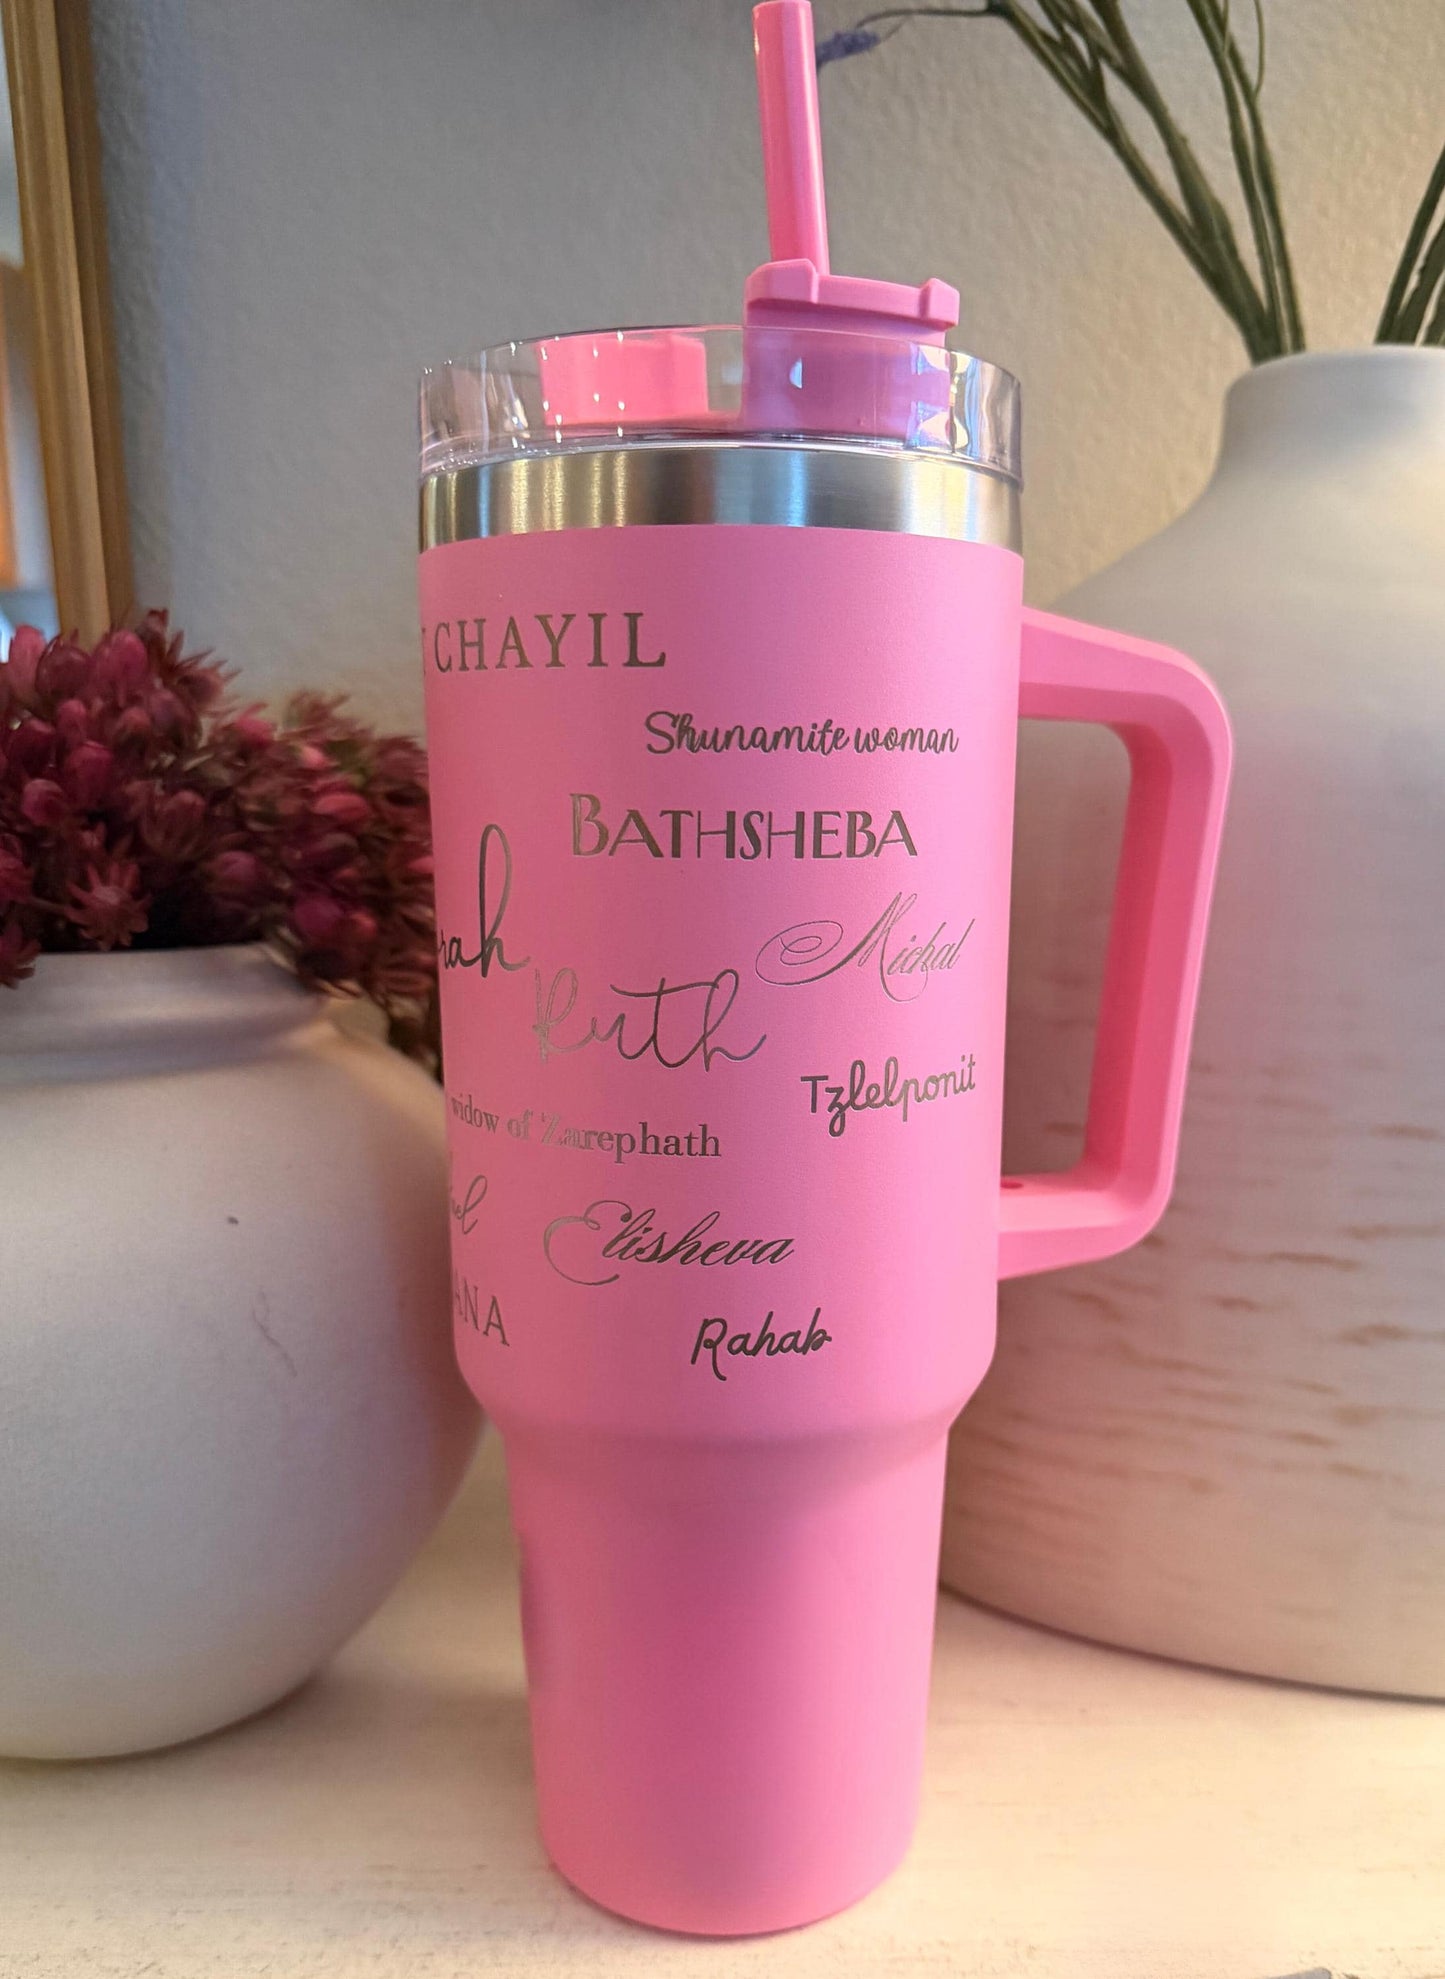 CHAYIL
Shunamite woman
BATHSHEBA
Michal
Ruth
Tzlelponit
widow of Zarephath
Elisheva
Rahab